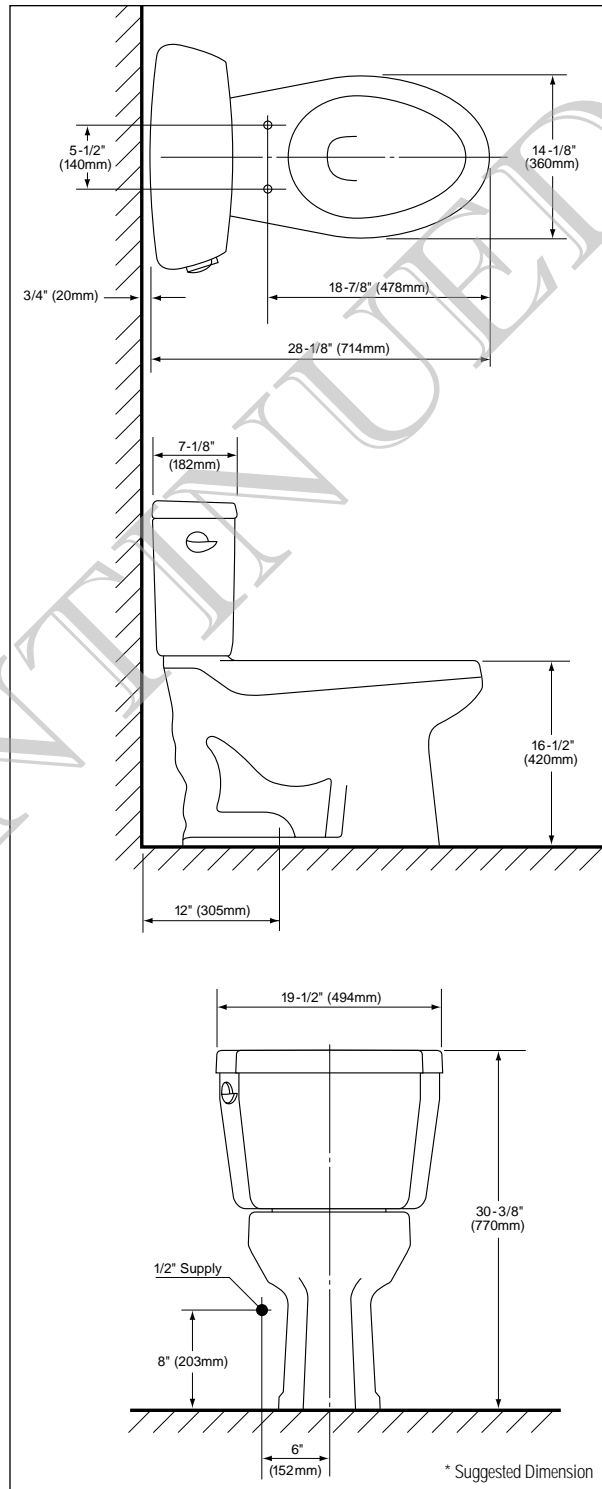 5-1/2"
(140mm)
14-1/8"
(360mm)
3/4" (20mm)
18-7/8" (478mm)
28-1/8" (714mm)
7-1/8"
(182mm)
16-1/2"
(420mm)
12" (305mm)
19-1/2" (494mm)
30-3/8"
(770mm)
1/2" Supply
8" (203mm)
6"
(152mm)
* Suggested Dimension
NTINUED